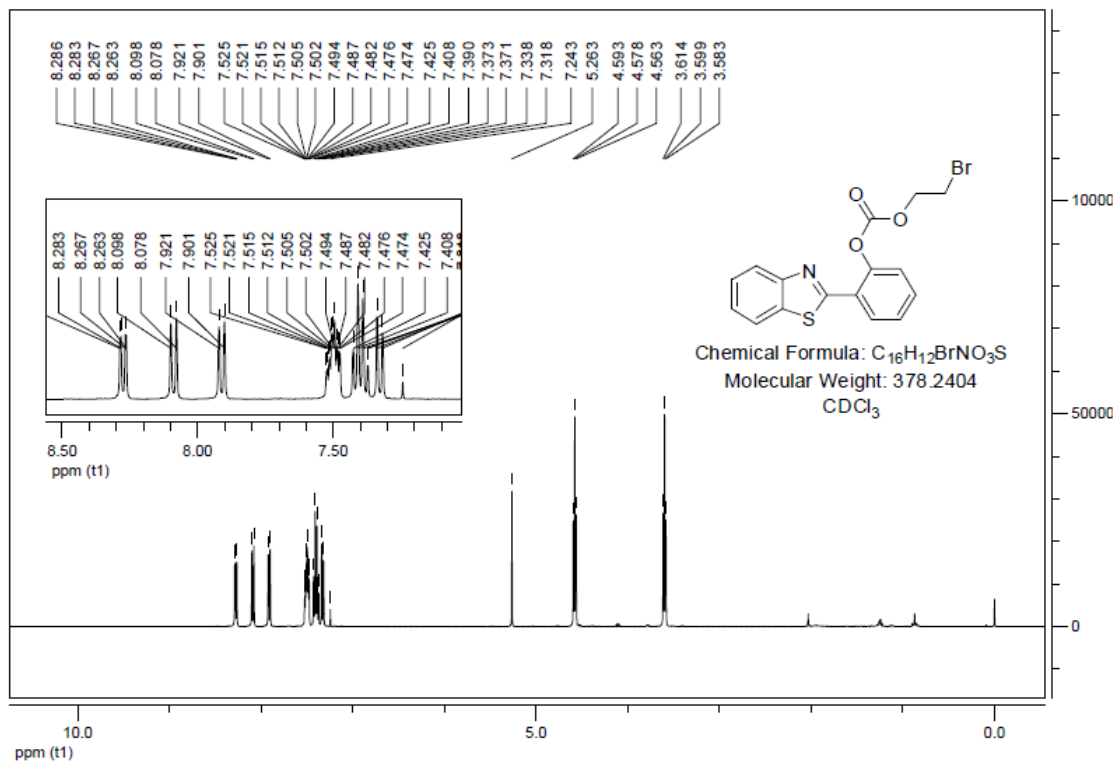 8.286 8.283 8.267 8.263 8.098 8.078 7.921 7.901 7.525 7.521 7.515 7.512 7.505 7.502 7.494 7.487 7.482 7.476 7.474 7.425 7.408 7.390 7.373 7.371 7.338 7.318 7.243 5.263 4.593 4.578 4.563 3.614 3.599 3.583
8.283 8.267 8.263 8.098 8.078 7.921 7.901 7.525 7.521 7.515 7.512 7.505 7.502 7.494 7.487 7.482 7.476 7.474 7.425 7.408
8.50 8.00 7.50
ppm (t1)
Br
O
O
O
N
S
Chemical Formula: C16H12BrNO3S
Molecular Weight: 378.2404
CDCl3
10000
50000
0
10.0 5.0 0.0
ppm (t1)